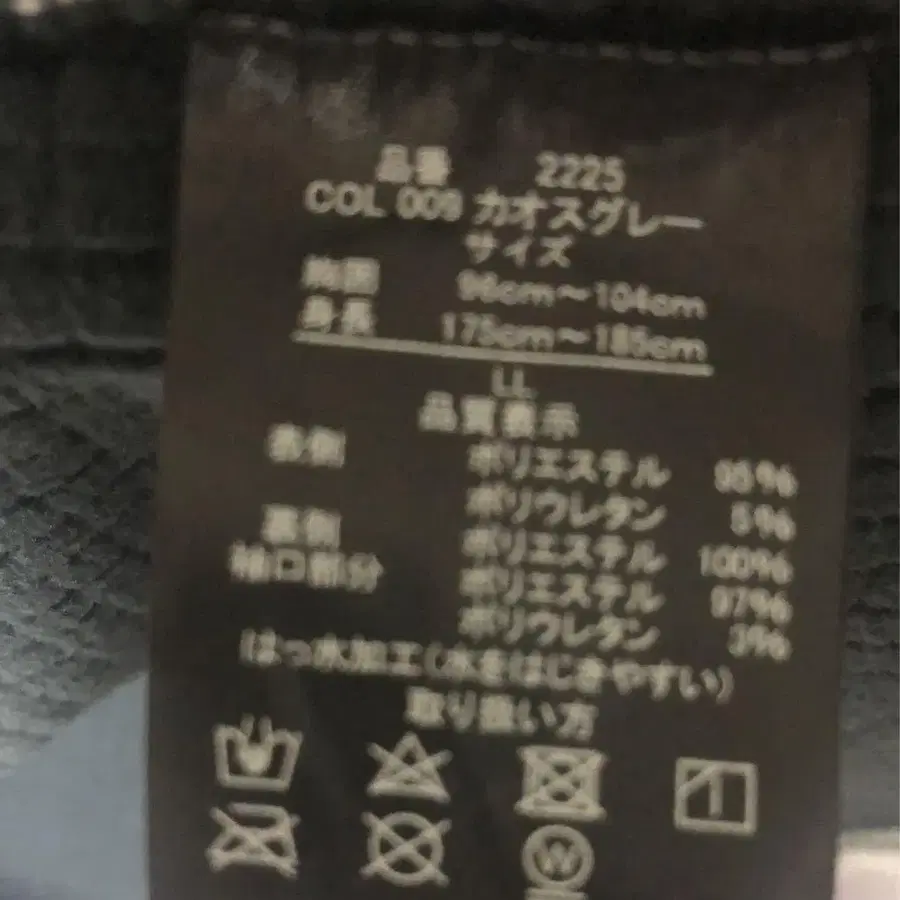 品番 2225
COL 009 カオスグレー
サイズ
胸囲 96cm～104cm
身長 175cm～185cm
LL
品質表示
表側 ポリエステル 95%
ポリウレタン 5%
裏側 ポリエステル 100%
袖口部分 ポリエステル 97%
ポリウレタン 3%
はっ水加工(水をはじきやすい)
取り扱い方
W